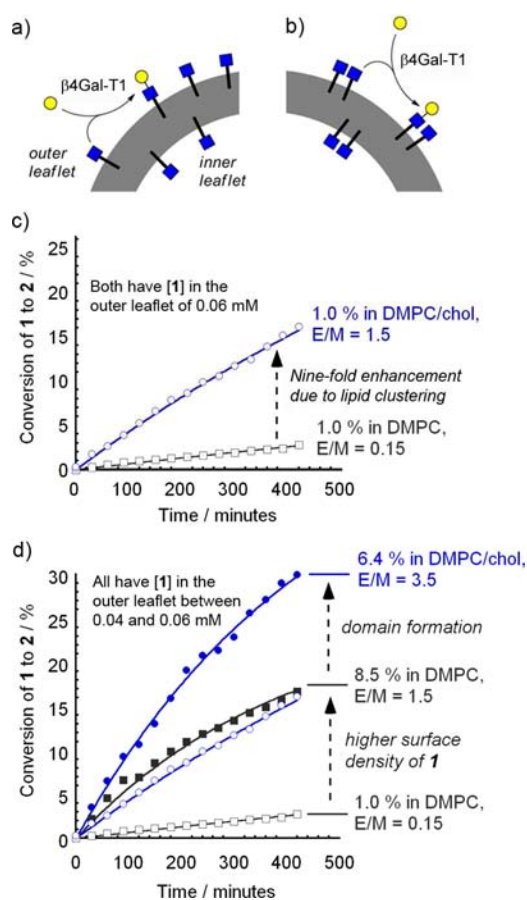 a)
b)
β4Gal-T1
β4Gal-T1
outer
leaflet
inner
leaflet
c)
Conversion of 1 to 2 / %
25
20
15
10
5
0
Both have [1] in the
outer leaflet of 0.06 mM
1.0 % in DMPC/chol,
E/M = 1.5
Nine-fold enhancement
due to lipid clustering
1.0 % in DMPC,
E/M = 0.15
0 100 200 300 400 500
Time / minutes
d)
Conversion of 1 to 2 / %
30
25
20
15
10
5
0
All have [1] in the
outer leaflet between
0.04 and 0.06 mM
6.4 % in DMPC/chol,
E/M = 3.5
domain formation
8.5 % in DMPC,
E/M = 1.5
higher surface
density of 1
1.0 % in DMPC,
E/M = 0.15
0 100 200 300 400 500
Time / minutes